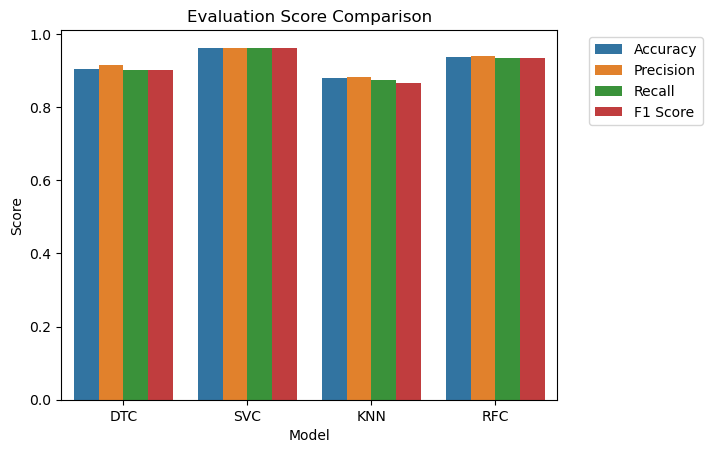 Evaluation Score Comparison
Accuracy
Precision
Recall
F1 Score
Score
1.0
0.8
0.6
0.4
0.2
0.0
DTC SVC KNN RFC
Model